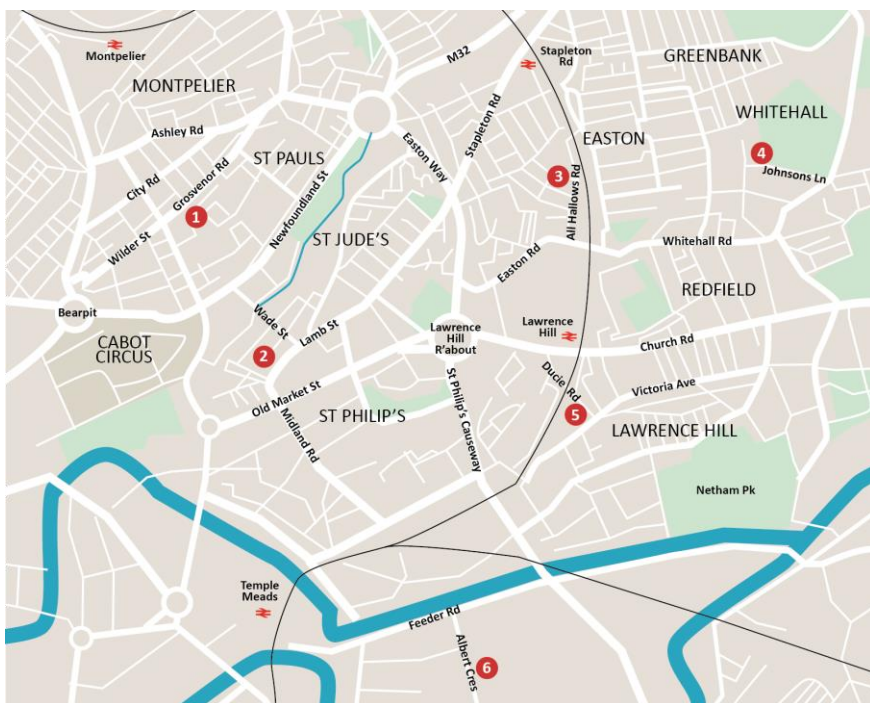 Montpelier
MONTPELIER
Ashley Rd
City Rd
Grosvenor Rd
Wilder St
1
ST PAULS
Newfoundland St
M32
Easton Way
Stapleton Rd
Stapleton
Rd
GREENBANK
WHITEHALL
EASTON
3
All Hallows Rd
4
Johnsons Ln
ST JUDE'S
Easton Rd
Whitehall Rd
REDFIELD
Bearpit
CABOT
CIRCUS
Wade St
2
Lamb St
Lawrence
Hill
R'about
Lawrence
Hill
Church Rd
Ducie Rd
5
Victoria Ave
Old Market St
ST PHILIP'S
Midland Rd
St Philip's Causeway
LAWRENCE HILL
Netham Pk
Temple
Meads
Feeder Rd
Albert Cres
6